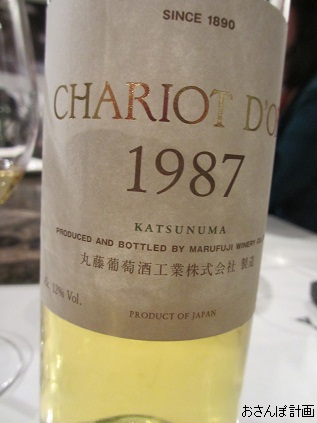 SINCE 1890
CHARIOT D'O
1987
KATSUNUMA
PRODUCED AND BOTTLED BY MARUFUJI WINERY CO
丸藤葡萄酒工業株式会社 製造
12% Vol.
PRODUCT OF JAPAN
おさんぽ計画